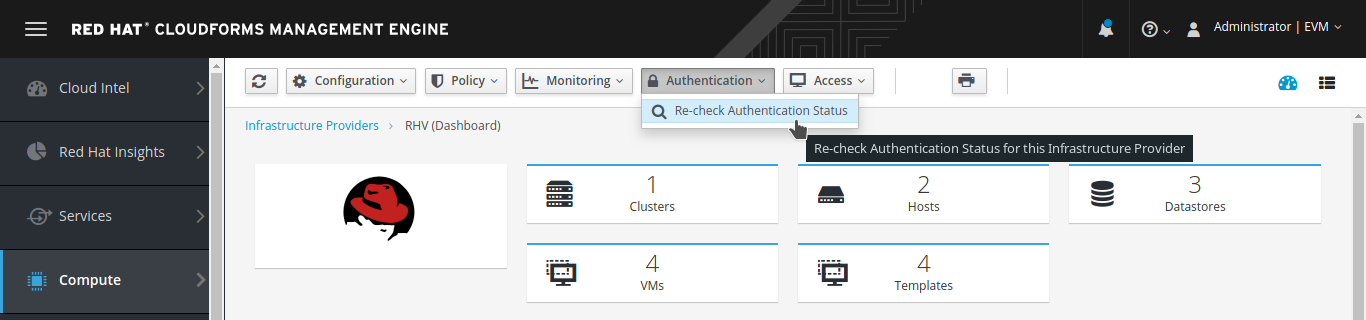 RED HAT® CLOUDFORMS MANAGEMENT ENGINE
Administrator | EVM
Cloud Intel
Red Hat Insights
Services
Compute
Configuration
Policy
Monitoring
Authentication
Access
Re-check Authentication Status
Infrastructure Providers
RHV (Dashboard)
Re-check Authentication Status for this Infrastructure Provider
1
Clusters
2
Hosts
3
Datastores
4
VMs
4
Templates